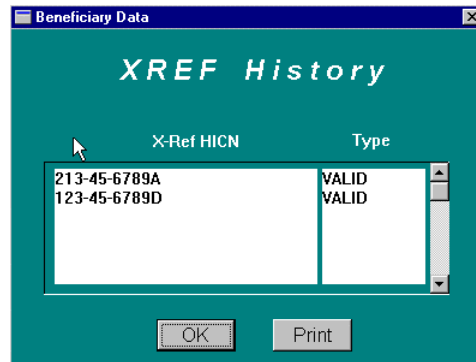 Beneficiary Data
XREF History
X-Ref HICN Type
213-45-6789A VALID
123-45-6789D VALID
OK Print